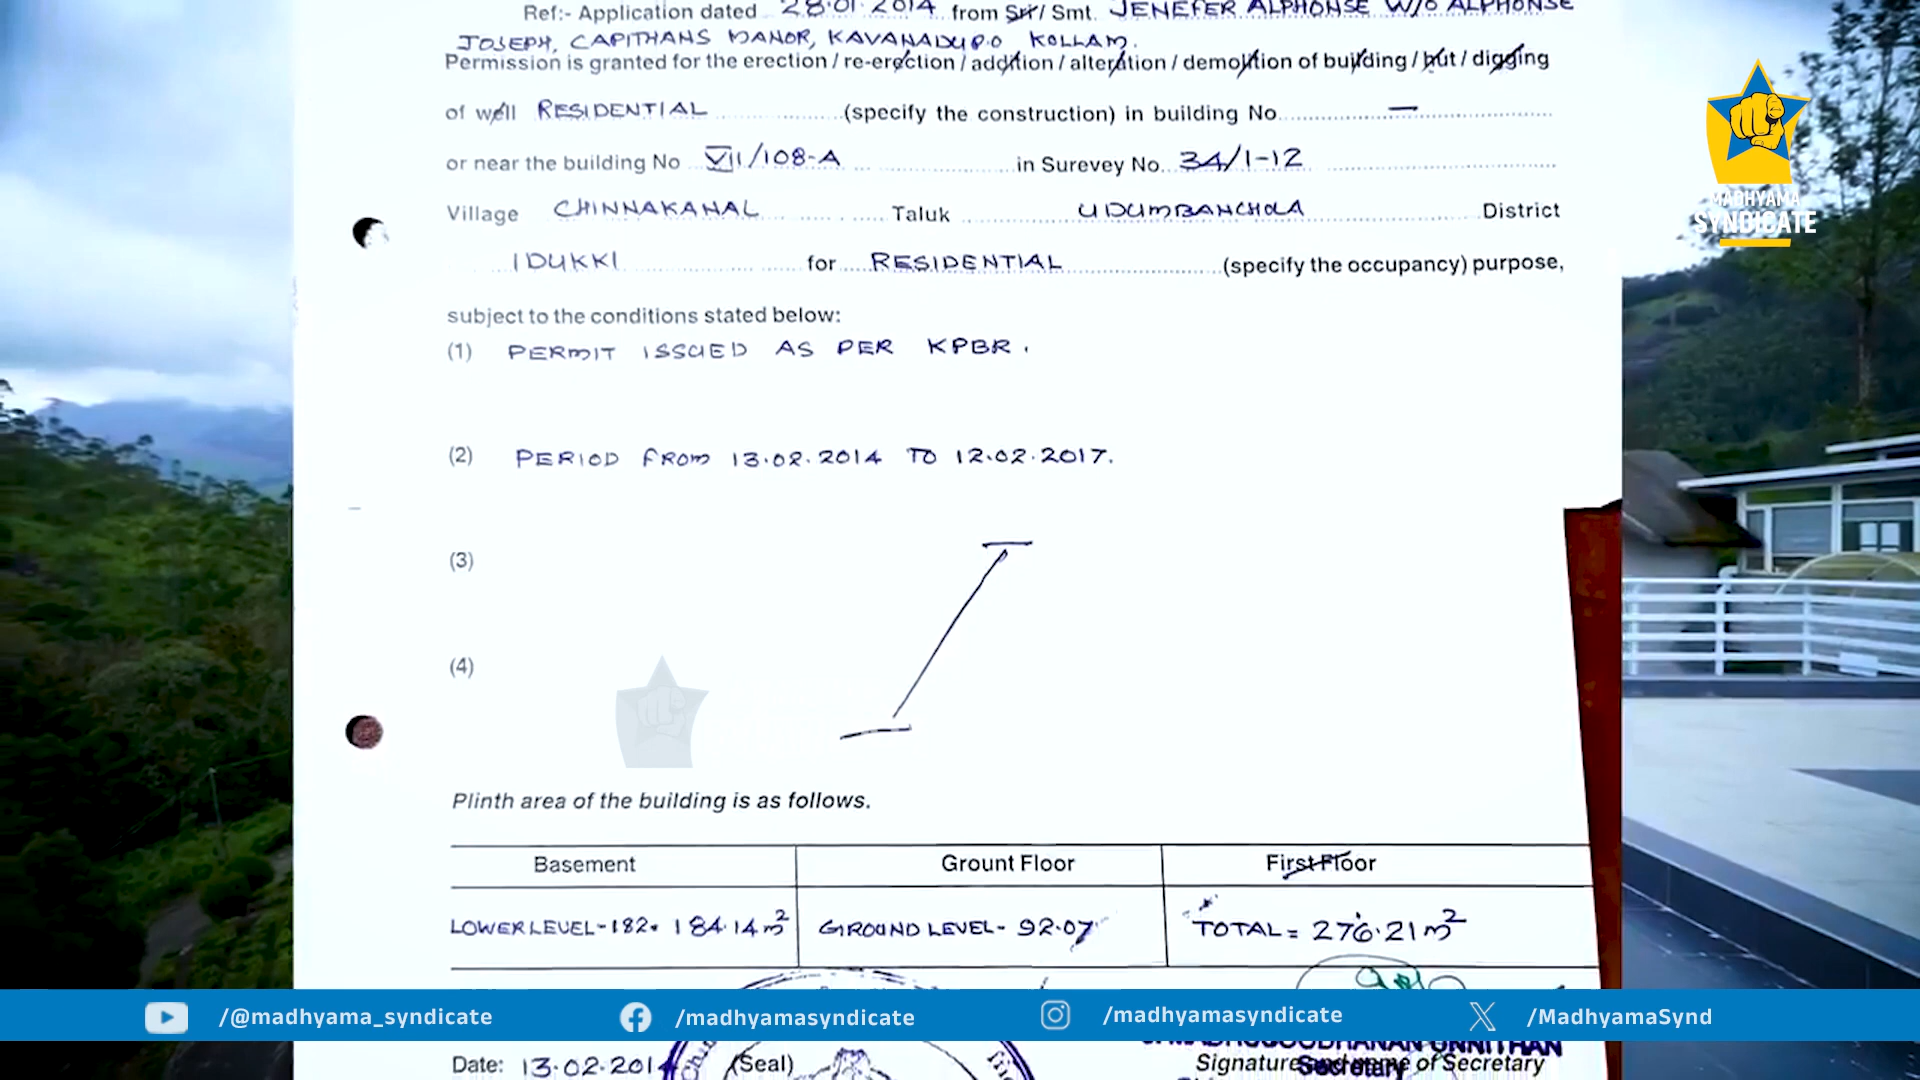 Ref:- Application dated 28.01.2014 from Sri/ Smt. JENEFER ALPHONSE W/O ALPHONSE
JOSEPH, CAPITHANS MANOR, KAVANADU P.O KOLLAM.
Permission is granted for the erection / re-erection / addition / alteration / demolition of building / hut / digging
of well RESIDENTIAL (specify the construction) in building No. —
or near the building No VII/108-A in Surevey No. 34/1-12
Village CHINNAKANAL Taluk UDUMBANCHOLA District
IDUKKI for RESIDENTIAL (specify the occupancy) purpose,
subject to the conditions stated below:
(1) PERMIT ISSUED AS PER KPBR.
(2) PERIOD FROM 13.02.2014 TO 12.02.2017.
(3)
(4)
Plinth area of the building is as follows.
Basement Grount Floor First Floor
LOWER LEVEL-182. 184.14m² GROUND LEVEL- 92.07 TOTAL = 276.21m²
Date: 13.02.2014 (Seal) Signature and name of Secretary
UNNITHAN
Secretary
MADHYAMA
SYNDICATE
/@madhyama_syndicate /madhyamasyndicate /madhyamasyndicate /MadhyamaSynd